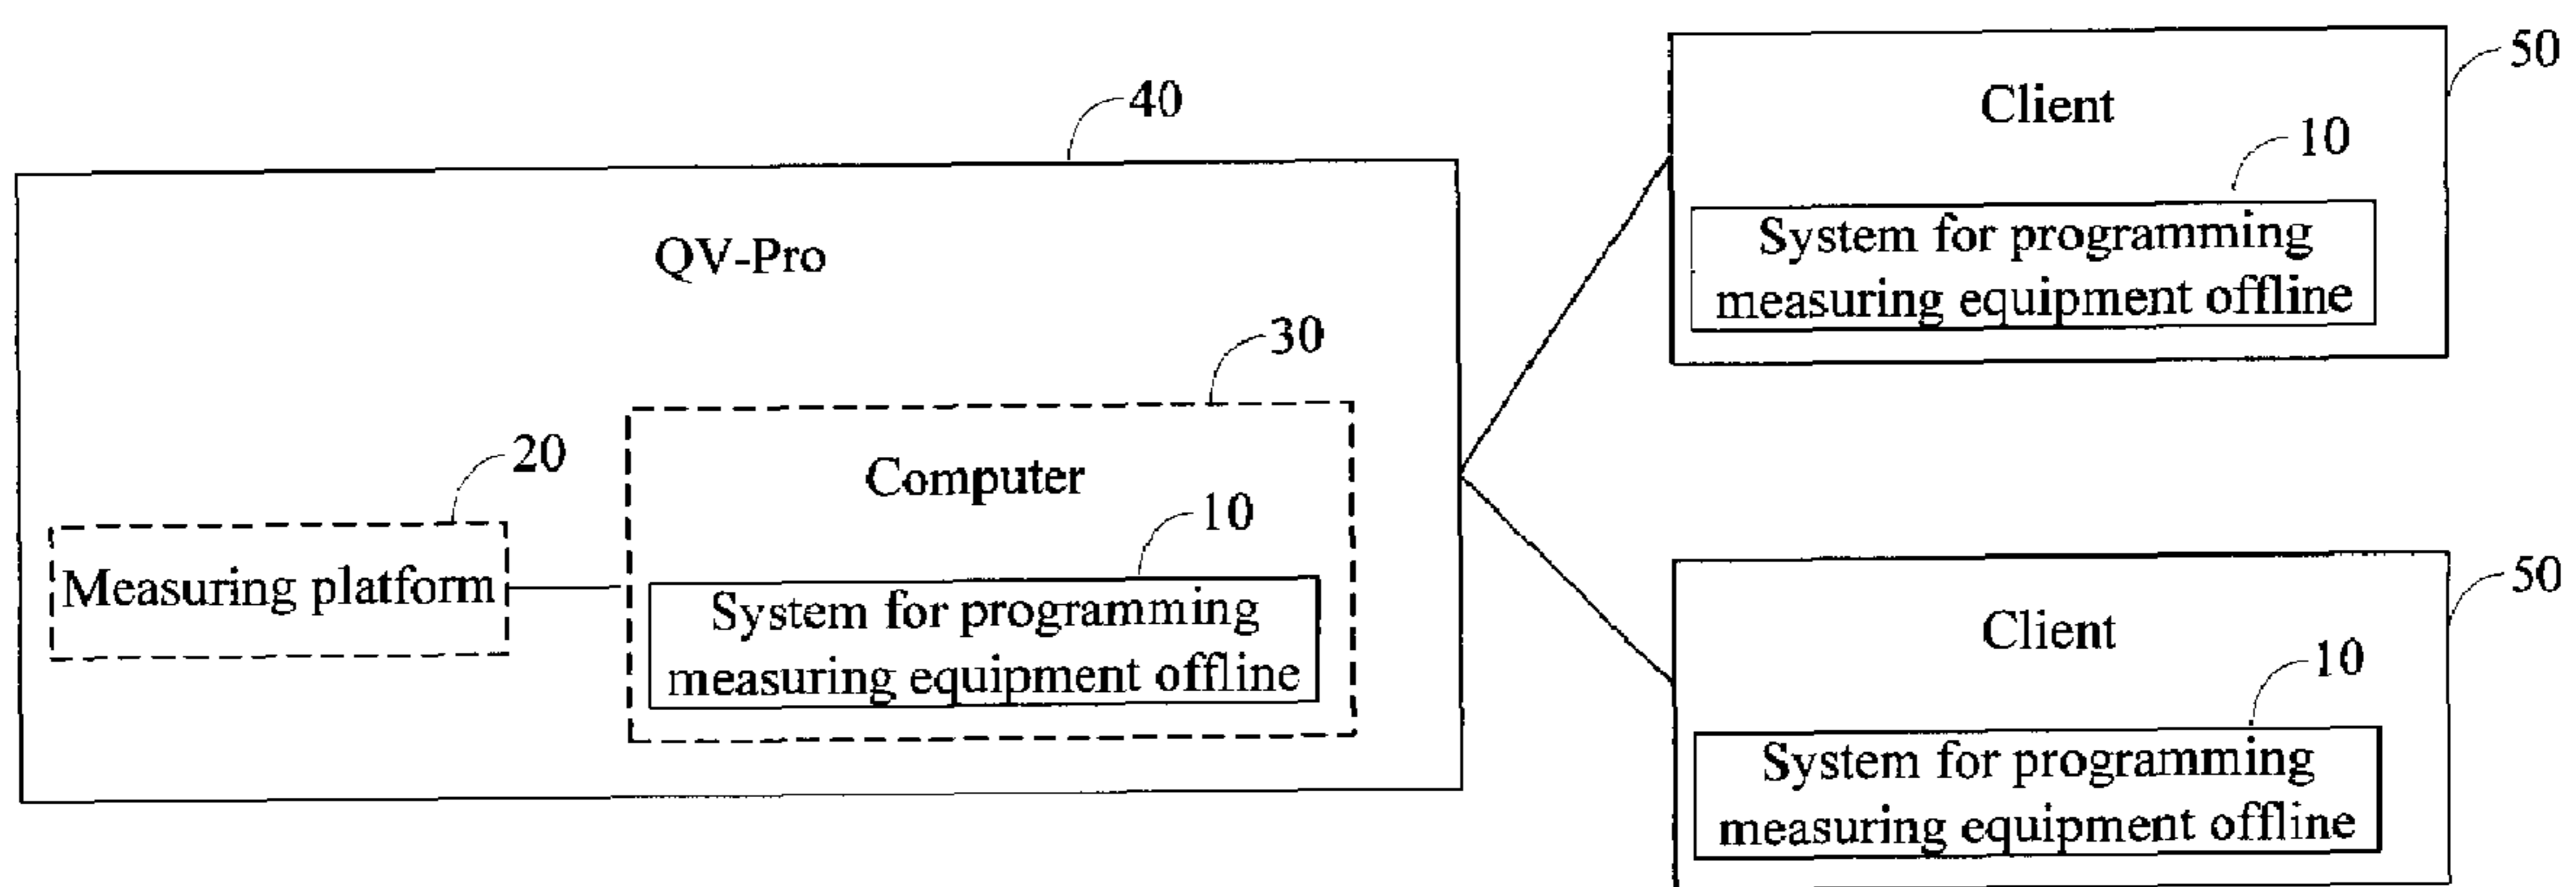 40
QV-Pro
30
Computer
20
10
Measuring platform
System for programming
measuring equipment offline
50
Client
10
System for programming
measuring equipment offline
50
Client
10
System for programming
measuring equipment offline